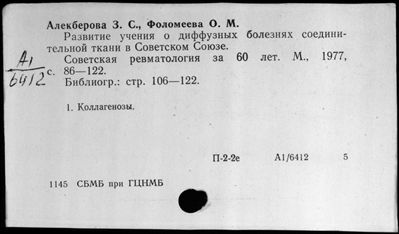 Алекберова З. С., Фоломеева О. М.
Развитие учения о диффузных болезнях соедини-
тельной ткани в Советском Союзе.
Советская ревматология за 60 лет. М., 1977,
с. 86—122.
Библиогр.: стр. 106—122.
А1
6412
1. Коллагенозы.
П-2-2е А1/6412 5
1145 СБМБ при ГЦНМБ